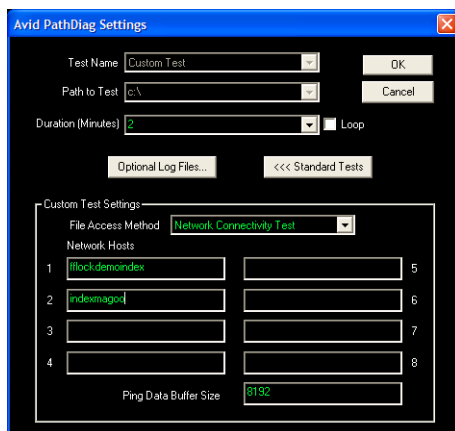 Avid PathDiag Settings
Test Name Custom Test OK
Path to Test c:\ Cancel
Duration (Minutes) 2 Loop
Optional Log Files... <<< Standard Tests
Custom Test Settings
File Access Method Network Connectivity Test
Network Hosts
1 fflockdemoindex 5
2 indexmagoo 6
3 7
4 8
Ping Data Buffer Size 8192